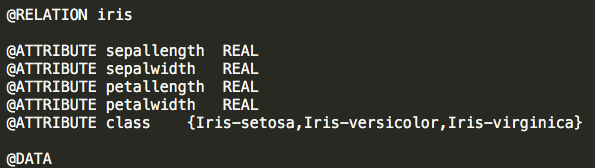 @RELATION iris
@ATTRIBUTE sepallength  REAL
@ATTRIBUTE sepalwidth   REAL
@ATTRIBUTE petallength  REAL
@ATTRIBUTE petalwidth   REAL
@ATTRIBUTE class    {Iris-setosa,Iris-versicolor,Iris-virginica}
@DATA